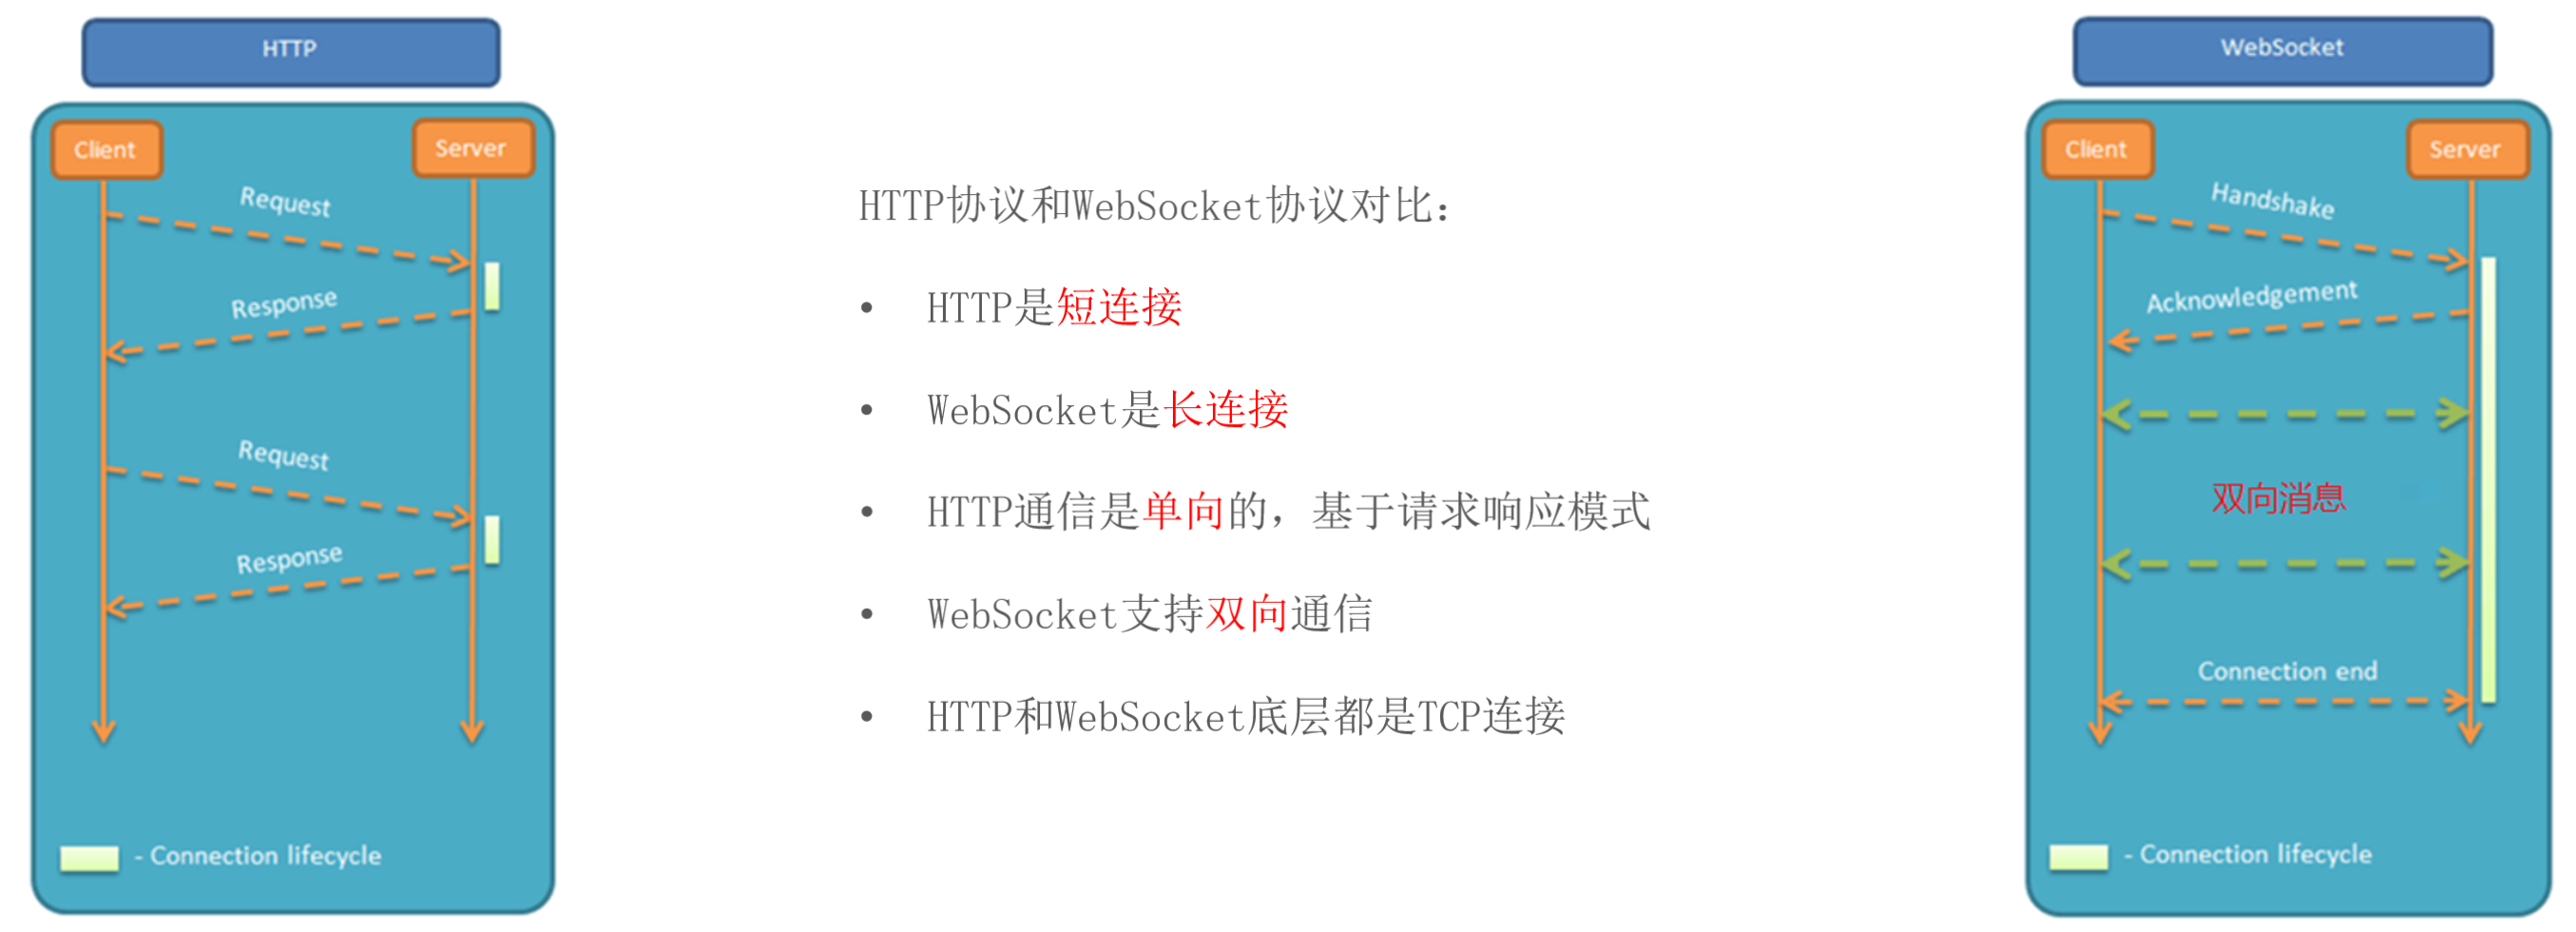 HTTP
Client
Server
Request
Response
Request
Response
- Connection lifecycle
HTTP协议和WebSocket协议对比：
• HTTP是短连接
• WebSocket是长连接
• HTTP通信是单向的，基于请求响应模式
• WebSocket支持双向通信
• HTTP和WebSocket底层都是TCP连接
WebSocket
Client
Server
Handshake
Acknowledgement
双向消息
Connection end
- Connection lifecycle